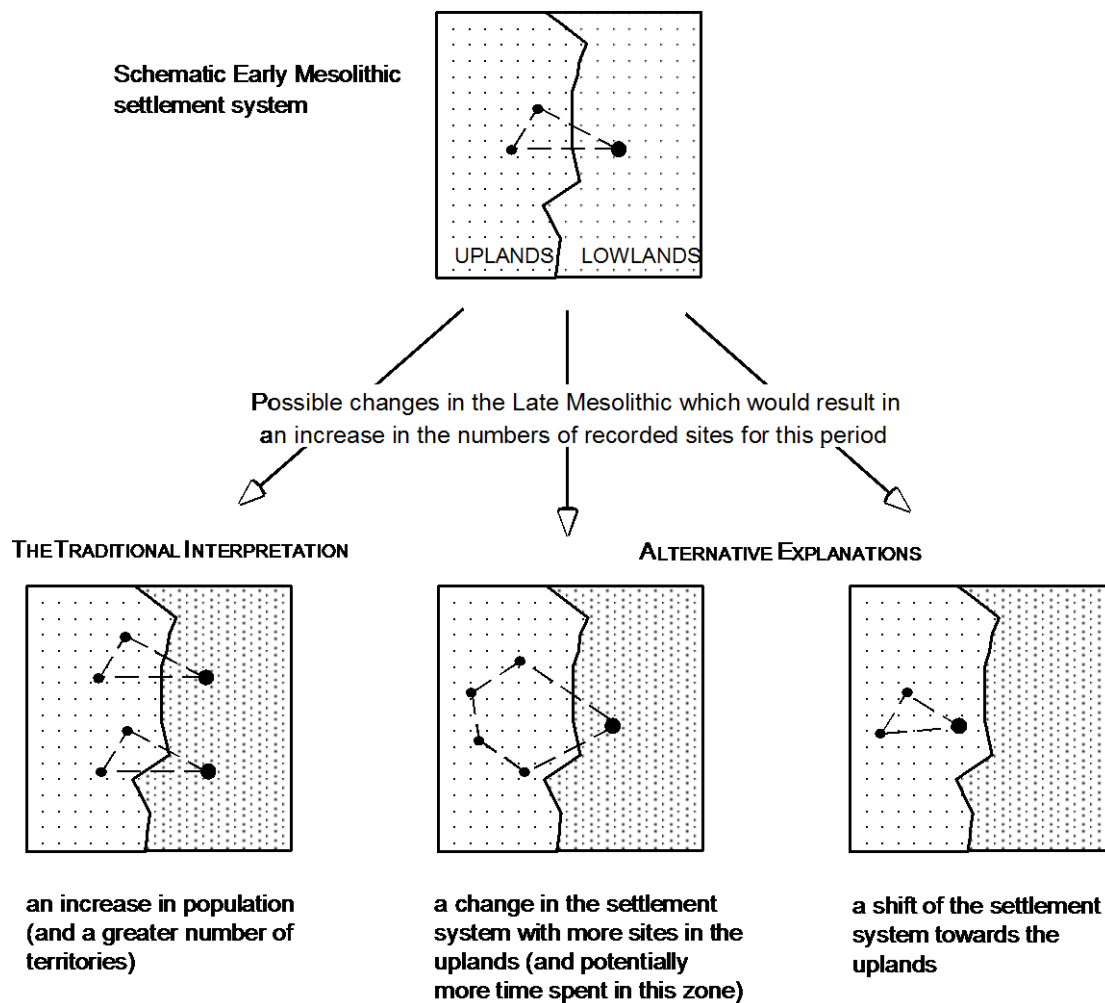 Schematic Early Mesolithic
settlement system
UPLANDS LOWLANDS
Possible changes in the Late Mesolithic which would result in
an increase in the numbers of recorded sites for this period
THE TRADITIONAL INTERPRETATION
ALTERNATIVE EXPLANATIONS
an increase in population
(and a greater number of
territories)
a change in the settlement
system with more sites in the
uplands (and potentially
more time spent in this zone)
a shift of the settlement
system towards the
uplands